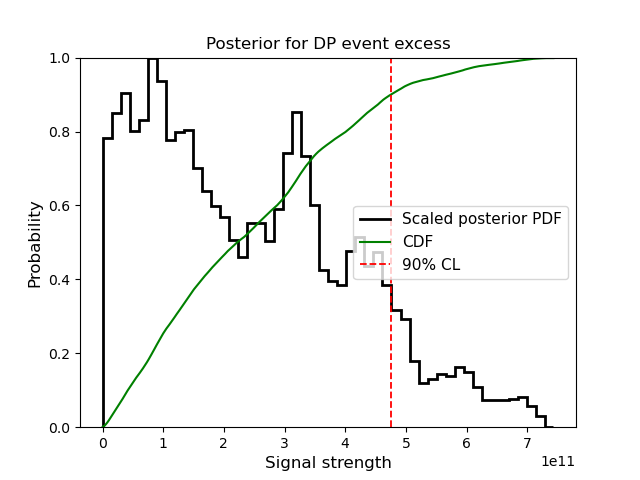 Posterior for DP event excess
Probability
1.0
0.8
0.6
0.4
0.2
0.0
Scaled posterior PDF
CDF
90% CL
0 1 2 3 4 5 6 7
1e11
Signal strength